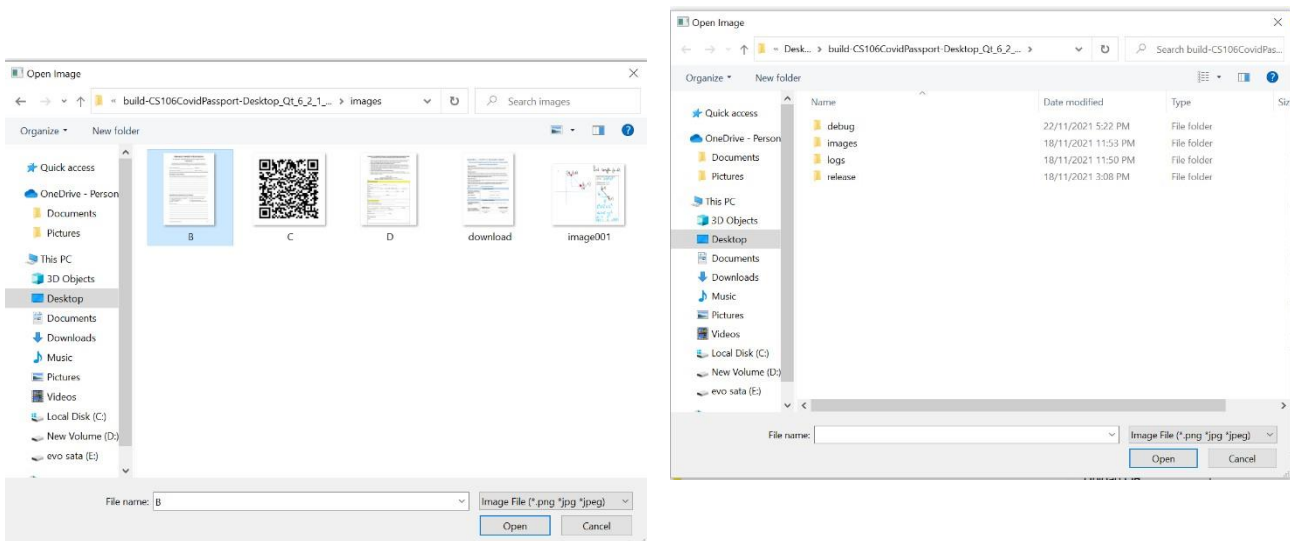 Open Image
« build-CS106CovidPassport-Desktop_Qt_6_2_1_... > images
Search images
Organize
New folder
Quick access
OneDrive - Person
Documents
Pictures
This PC
3D Objects
Desktop
Documents
Downloads
Music
Pictures
Videos
Local Disk (C:)
New Volume (D:)
evo sata (E:)
B
C
D
download
image001
File name: B
Image File (*.png *jpg *jpeg)
Open
Cancel
Open Image
« Desk... > build-CS106CovidPassport-Desktop_Qt_6_2_... >
Search build-CS106CovidPas...
Organize
New folder
Quick access
OneDrive - Person
Documents
Pictures
This PC
3D Objects
Desktop
Documents
Downloads
Music
Pictures
Videos
Local Disk (C:)
New Volume (D:)
evo sata (E:)
Name Date modified Type Siz
debug 22/11/2021 5:22 PM File folder
images 18/11/2021 11:53 PM File folder
logs 18/11/2021 11:50 PM File folder
release 18/11/2021 3:08 PM File folder
File name:
Image File (*.png *jpg *jpeg)
Open
Cancel